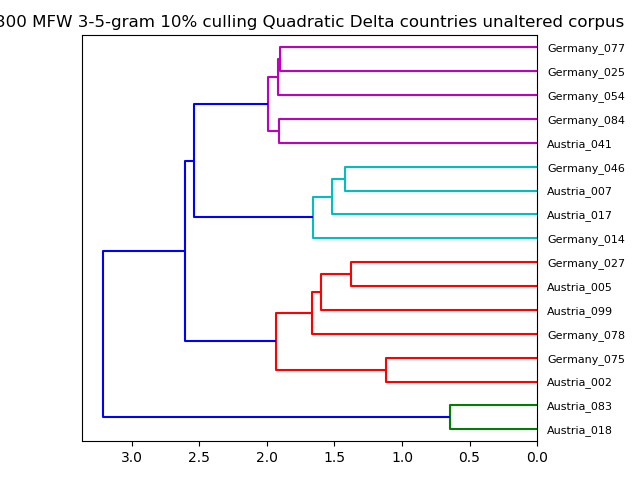 300 MFW 3-5-gram 10% culling Quadratic Delta countries unaltered corpus
Germany_077
Germany_025
Germany_054
Germany_084
Austria_041
Germany_046
Austria_007
Austria_017
Germany_014
Germany_027
Austria_005
Austria_099
Germany_078
Germany_075
Austria_002
Austria_083
Austria_018
3.0 2.5 2.0 1.5 1.0 0.5 0.0